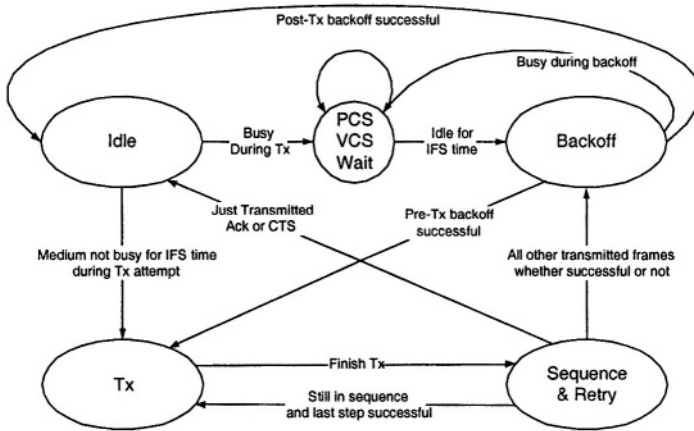 Post-Tx backoff successful
Busy during backoff
Idle
Busy
During Tx
PCS
VCS
Wait
Idle for
IFS time
Backoff
Just Transmitted
Ack or CTS
Pre-Tx backoff
successful
Medium not busy for IFS time
during Tx attempt
All other transmitted frames
whether successful or not
Tx
Finish Tx
Still in sequence
and last step successful
Sequence
& Retry